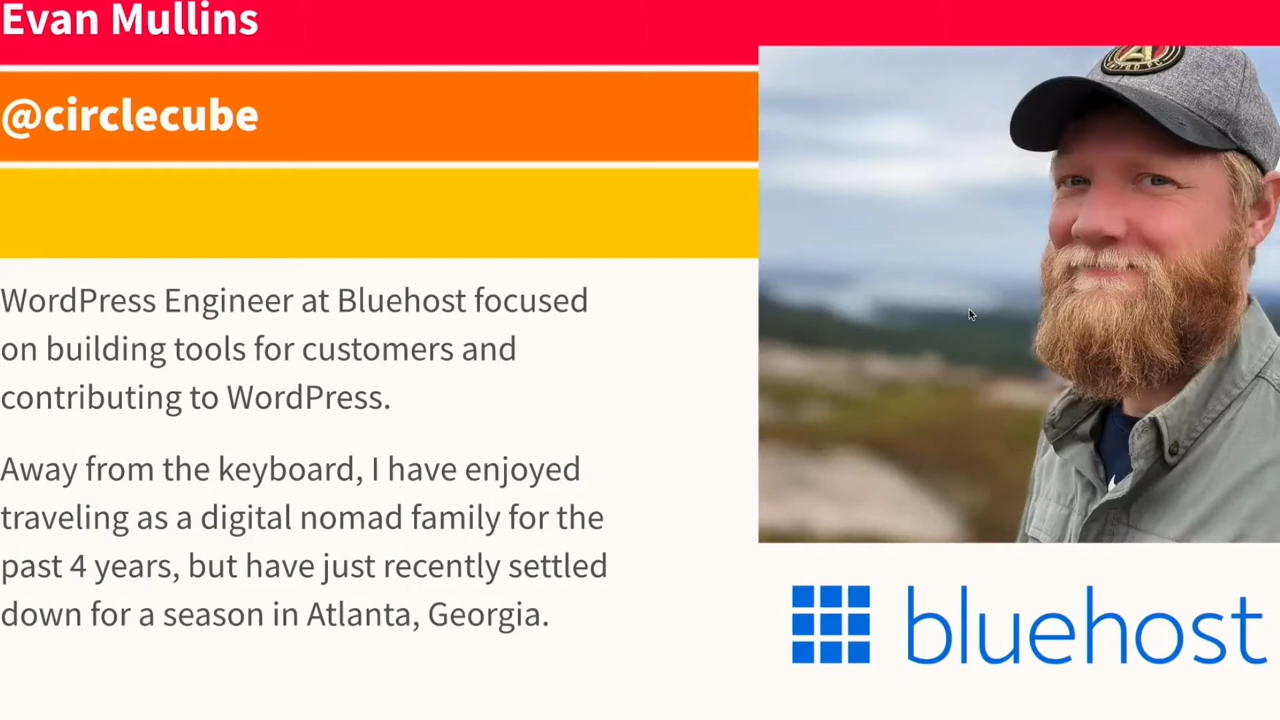 Evan Mullins
@circlecube
WordPress Engineer at Bluehost focused
on building tools for customers and
contributing to WordPress.
Away from the keyboard, I have enjoyed
traveling as a digital nomad family for the
past 4 years, but have just recently settled
down for a season in Atlanta, Georgia.
bluehost